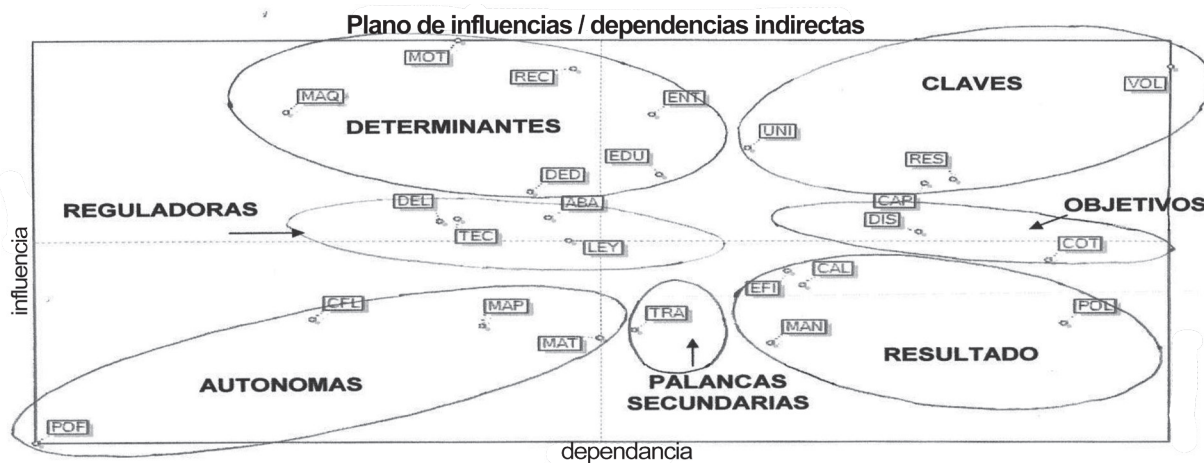 Plano de influencias / dependencias indirectas
MOT
REC
CLAVES
VOL
MAQ
ENT
DETERMINANTES
UNI
EDU
RES
DED
DEL
ABA
CAP
REGULADORAS
OBJETIVOS
DIS
TEC
LEY
COT
influencia
EFI
CAL
CFL
MAP
TRA
POL
MAN
MAT
RESULTADO
AUTONOMAS
PALANCAS
SECUNDARIAS
POF
dependancia